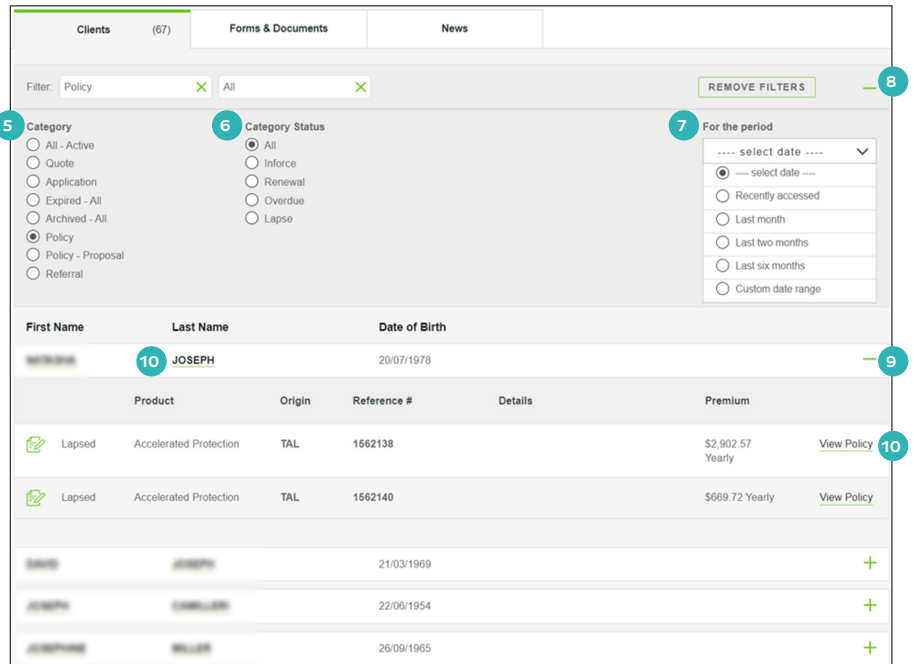 Clients (67) Forms & Documents News
Filter: Policy All REMOVE FILTERS 8
5 Category 6 Category Status 7 For the period
All - Active All ---- select date ----
Quote Inforce ---- select date ----
Application Renewal Recently accessed
Expired - All Overdue Last month
Archived - All Lapse Last two months
Policy Last six months
Policy - Proposal Custom date range
Referral
First Name Last Name Date of Birth
10 JOSEPH 20/07/1978 9
Product Origin Reference # Details Premium
Lapsed Accelerated Protection TAL 1562138 $2,902.57 View Policy 10
Yearly
Lapsed Accelerated Protection TAL 1562140 $669.72 Yearly View Policy
21/03/1969
22/06/1954
26/09/1965